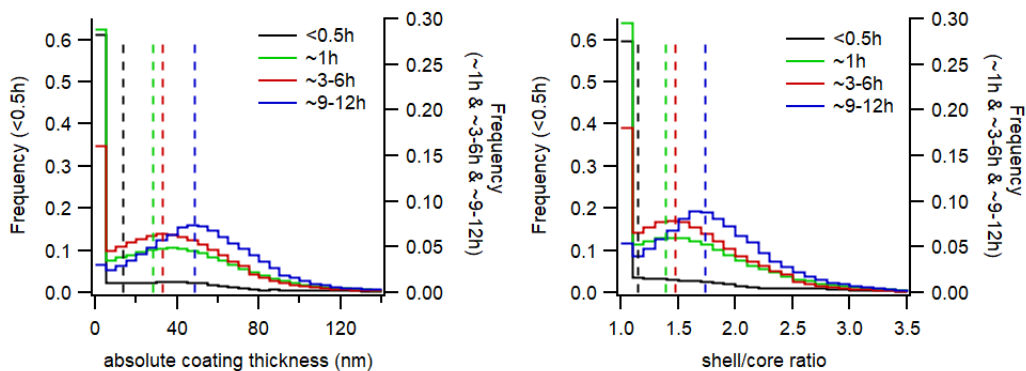 0.6
0.5
0.4
0.3
0.2
0.1
0.0
Frequency (<0.5h)
0
40
80
120
absolute coating thickness (nm)
0.30
0.25
0.20
0.15
0.10
0.05
0.00
Frequency
(~1h & ~3-6h & ~9-12h)
<0.5h
~1h
~3-6h
~9-12h
0.6
0.5
0.4
0.3
0.2
0.1
0.0
Frequency (<0.5h)
1.0
1.5
2.0
2.5
3.0
3.5
shell/core ratio
0.30
0.25
0.20
0.15
0.10
0.05
0.00
Frequency
(~1h & ~3-6h & ~9-12h)
<0.5h
~1h
~3-6h
~9-12h